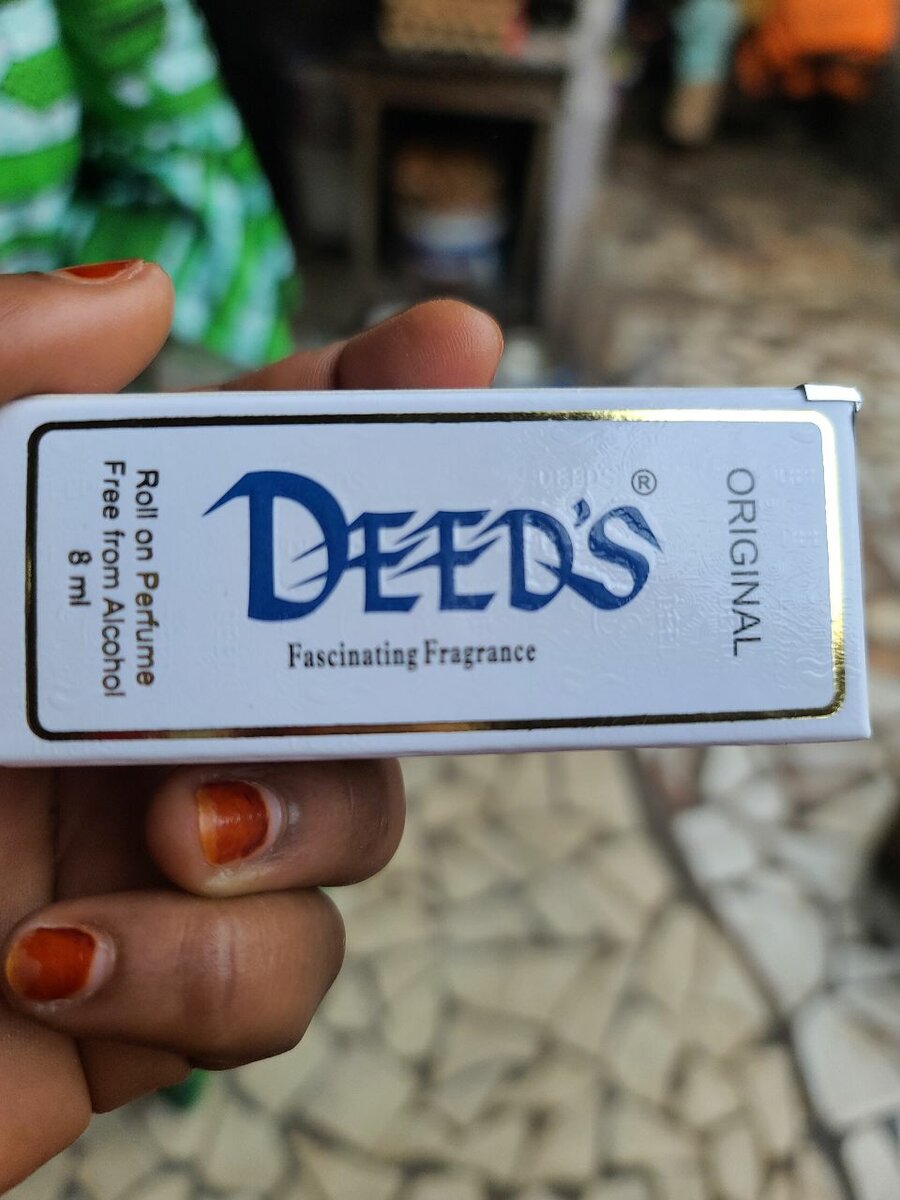 ORIGINAL
DEED'S®
Fascinating Fragrance
Roll on Perfume
Free from Alcohol
8 ml